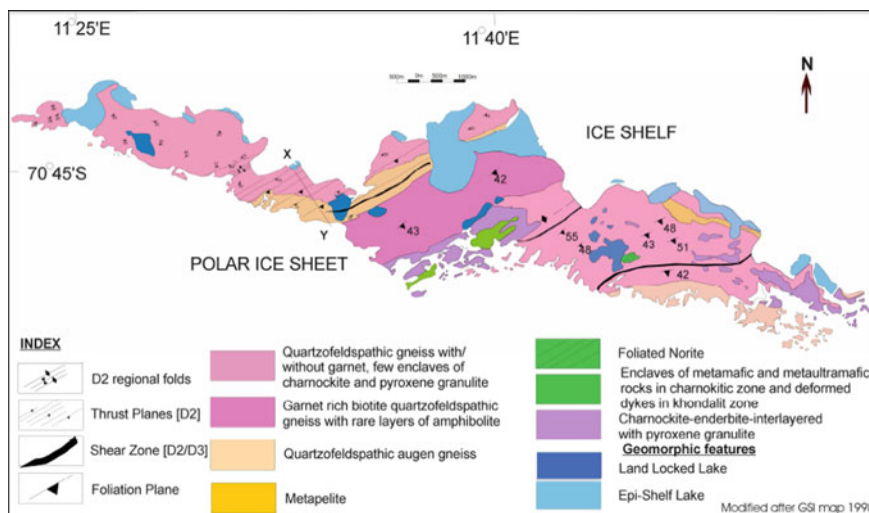 11 25'E
11 40'E
500m 0m 500m 1000m
N
ICE SHELF
X
70 45'S
42
Y
43
POLAR ICE SHEET
48
55
48
43
51
42
INDEX
D2 regional folds
Thrust Planes [D2]
Shear Zone [D2/D3]
Foliation Plane
Quartzofeldspathic gneiss with/
without garnet, few enclaves of
charnockite and pyroxene granulite
Garnet rich biotite quartzofeldspathic
gneiss with rare layers of amphibolite
Quartzofeldspathic augen gneiss
Metapelite
Foliated Norite
Enclaves of metamafic and metaultramafic
rocks in charnokitic zone and deformed
dykes in khondalit zone
Charnockite-enderbite-interlayered
with pyroxene granulite
Geomorphic features
Land Locked Lake
Epi-Shelf Lake